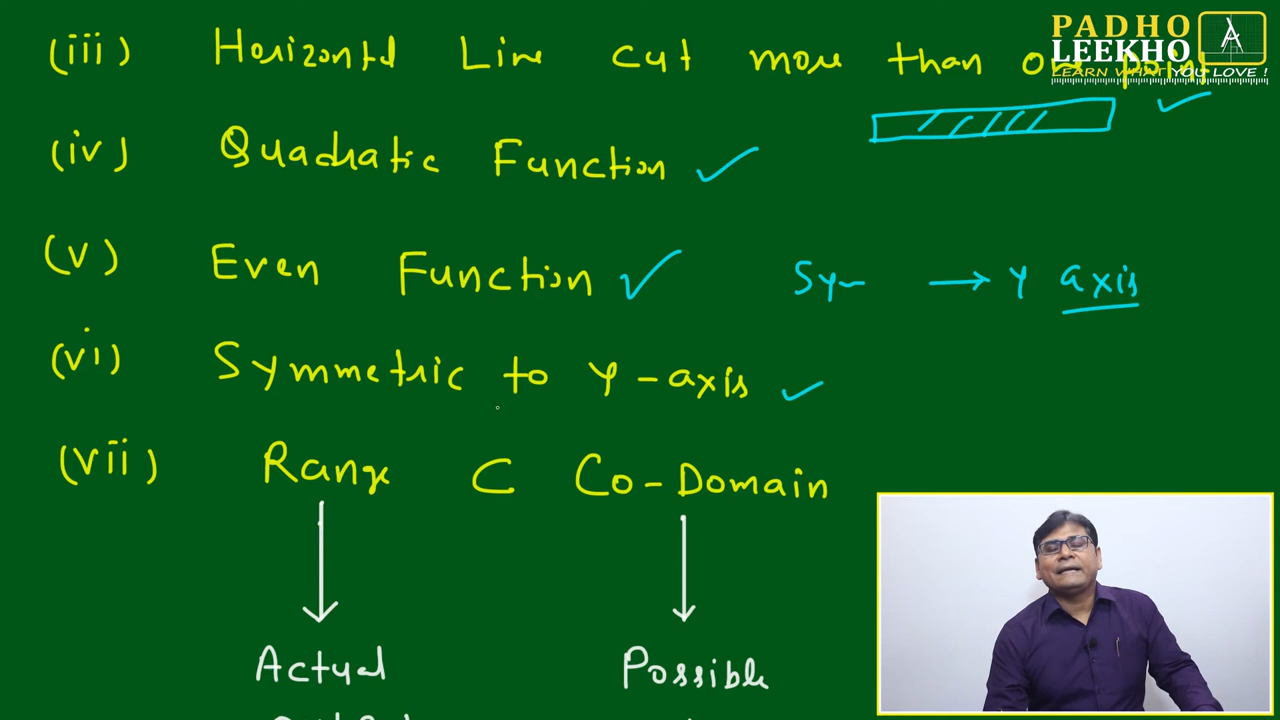 PADHO
LEEKHO
LEARN WHAT YOU LOVE !
(iii) Horizontal Line cut more than one point
(iv) Quadratic Function
(v) Even Function Sym → Y axis
(vi) Symmetric to Y-axis
(vii) Range ⊂ Co-Domain
Actual Possible